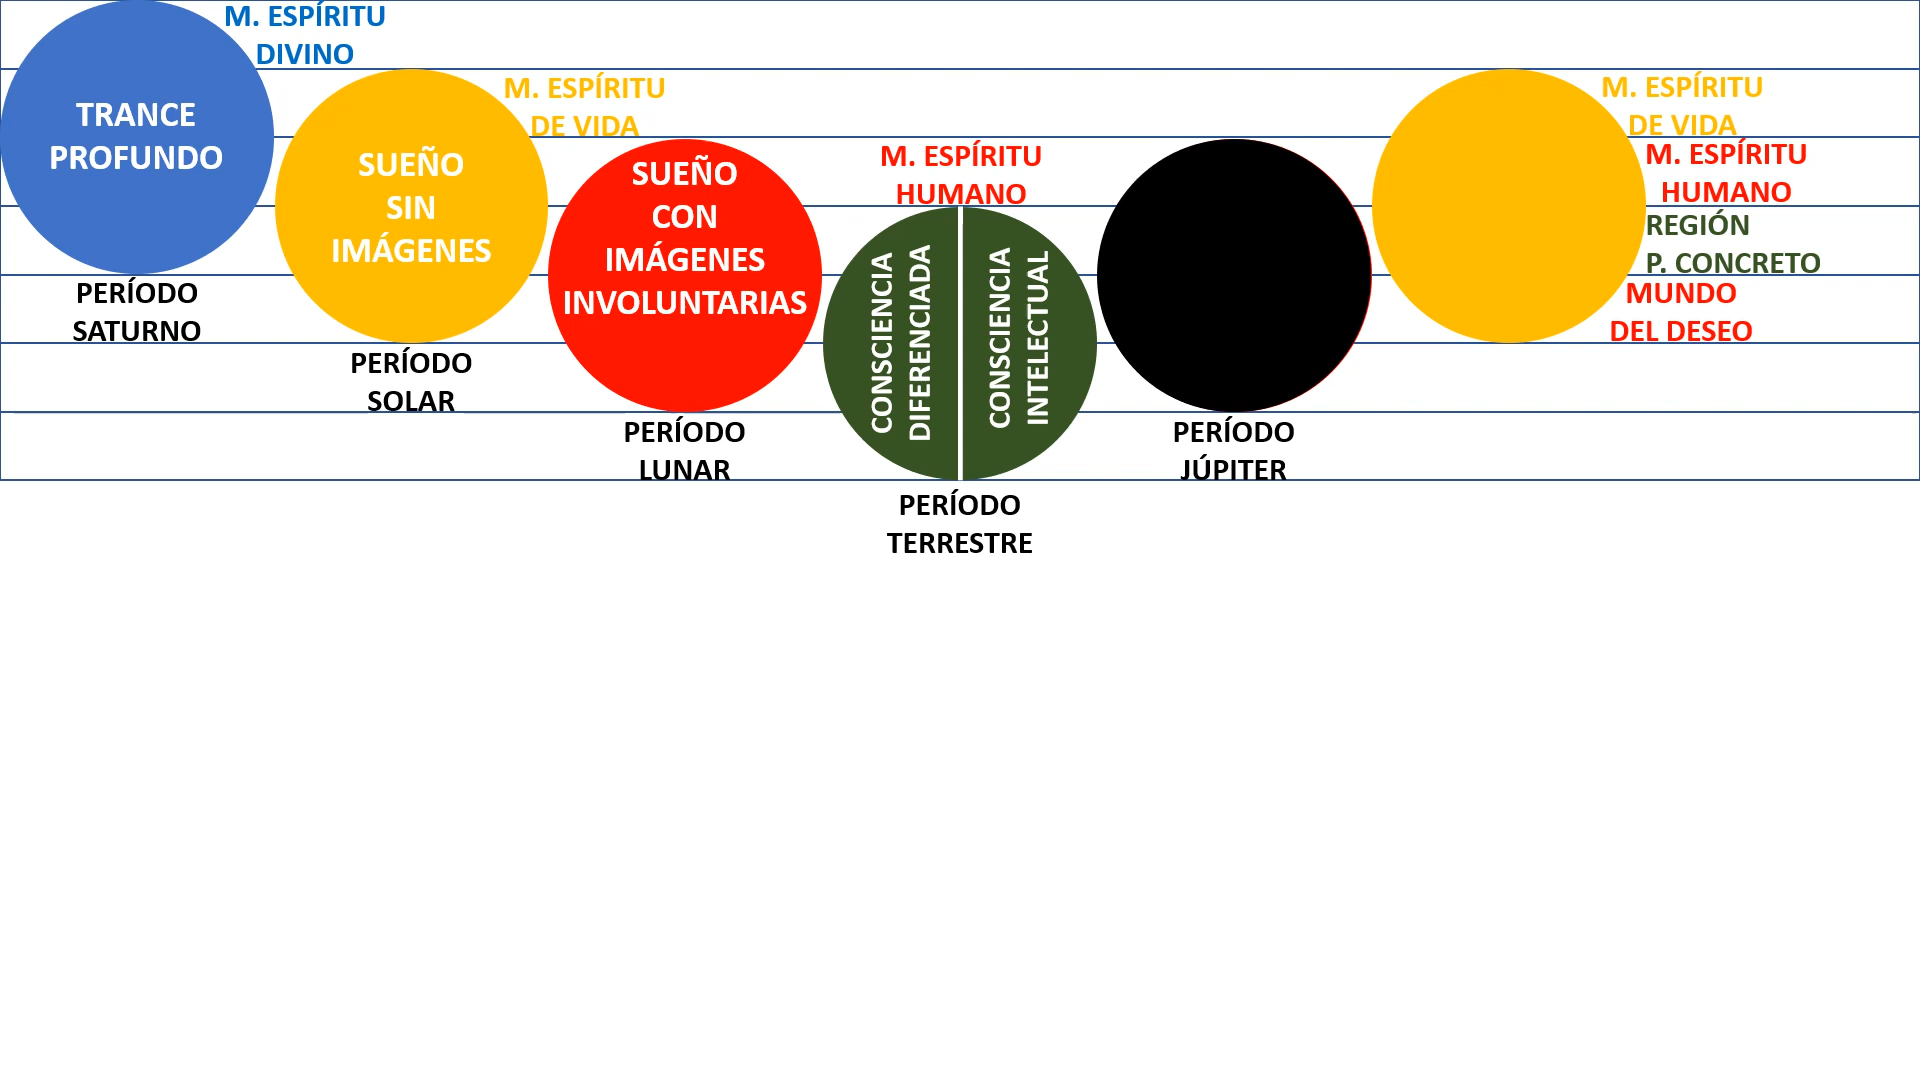 M. ESPÍRITU
DIVINO
TRANCE
PROFUNDO
PERÍODO
SATURNO
M. ESPÍRITU
DE VIDA
SUEÑO
SIN
IMÁGENES
PERÍODO
SOLAR
SUEÑO
CON
IMÁGENES
INVOLUNTARIAS
PERÍODO
LUNAR
M. ESPÍRITU
HUMANO
CONSCIENCIA
DIFERENCIADA
CONSCIENCIA
INTELECTUAL
PERÍODO
TERRESTRE
PERÍODO
JÚPITER
M. ESPÍRITU
DE VIDA
M. ESPÍRITU
HUMANO
REGIÓN
P. CONCRETO
MUNDO
DEL DESEO